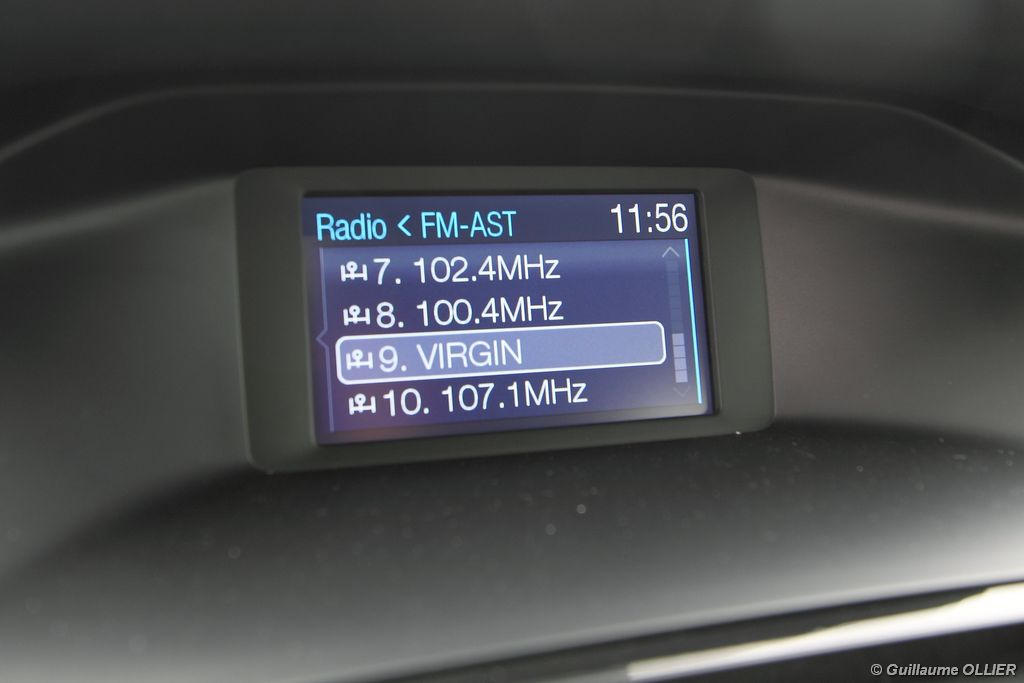 Radio < FM-AST 11:56
7. 102.4MHz
8. 100.4MHz
9. VIRGIN
10. 107.1MHz
© Guillaume OLLIER